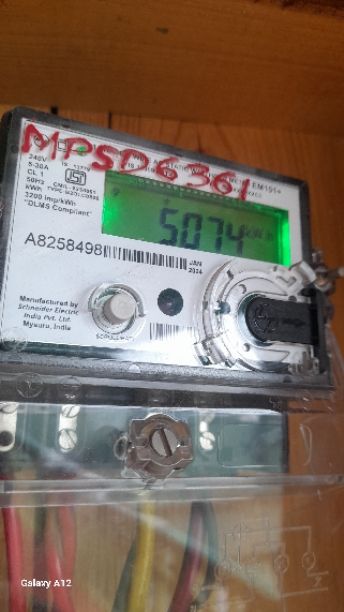 MPSD6361
240V
5-30A
CL 1
50Hz
kWh
3200 imp/kWh
"DLMS Compliant"
EM101+
5074 kWh
A8258498
JAN
2024
Manufactured by
Schneider Electric
India Pvt. Ltd.
Mysuru, India
Galaxy A12